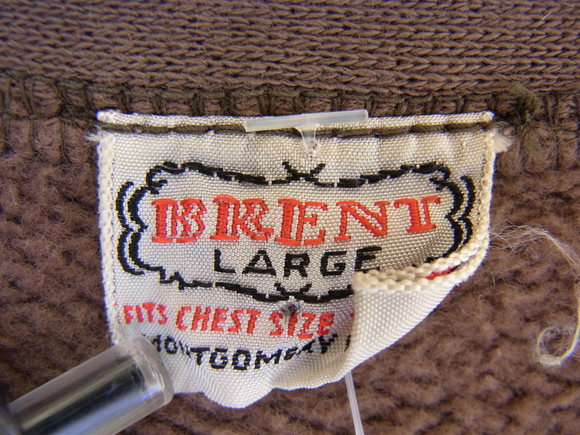 BRENT
LARGE
FITS CHEST SIZE
MONTGOMERY